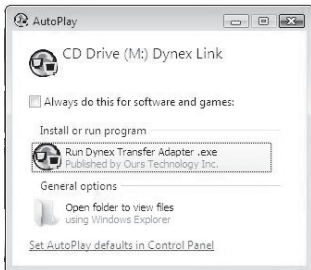 AutoPlay
CD Drive (M:) Dynex Link
Always do this for software and games:
Install or run program
Run Dynex Transfer Adapter .exe
Published by Ours Technology Inc.
General options
Open folder to view files
using Windows Explorer
Set AutoPlay defaults in Control Panel